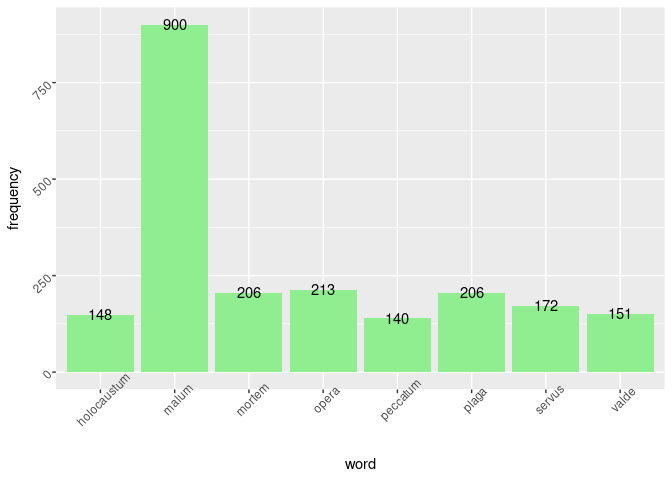 900
750
500
frequency
250
148
206
213
140
206
172
151
0
holocaustum
malum
mortem
opera
peccatum
plaga
servus
valde
word